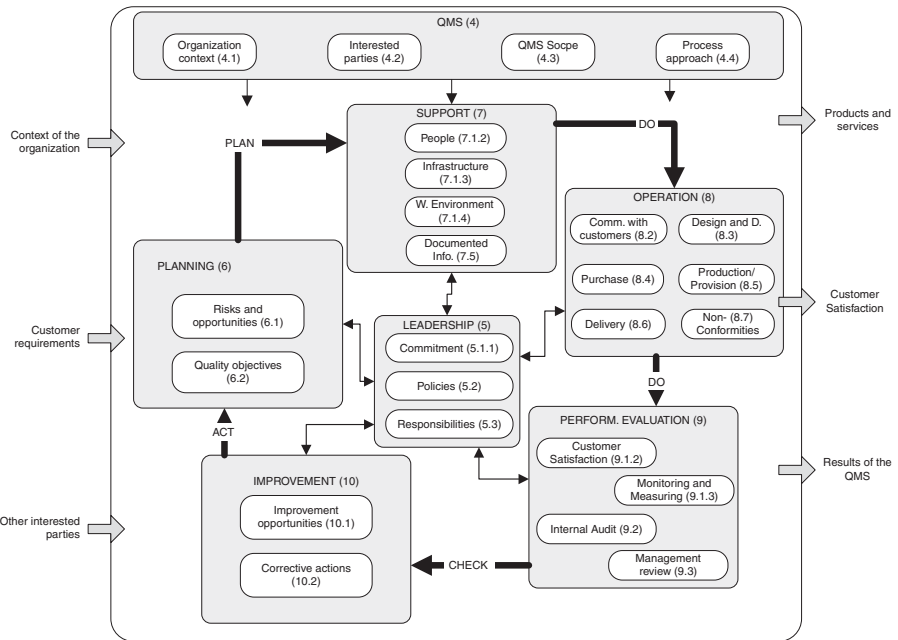 QMS (4)
Organization
context (4.1)
Interested
parties (4.2)
QMS Socpe
(4.3)
Process
approach (4.4)
Context of the
organization
Customer
requirements
Other interested
parties
PLAN
SUPPORT (7)
People (7.1.2)
Infrastructure
(7.1.3)
W. Environment
(7.1.4)
Documented
Info. (7.5)
DO
OPERATION (8)
Comm. with
customers (8.2)
Design and D.
(8.3)
Purchase (8.4)
Production/
Provision (8.5)
Delivery (8.6)
Non- (8.7)
Conformities
PLANNING (6)
Risks and
opportunities (6.1)
Quality objectives
(6.2)
LEADERSHIP (5)
Commitment (5.1.1)
Policies (5.2)
Responsibilities (5.3)
DO
PERFORM. EVALUATION (9)
Customer
Satisfaction (9.1.2)
Monitoring and
Measuring (9.1.3)
Internal Audit (9.2)
Management
review (9.3)
CHECK
ACT
IMPROVEMENT (10)
Improvement
opportunities (10.1)
Corrective actions
(10.2)
Products and
services
Customer
Satisfaction
Results of the
QMS